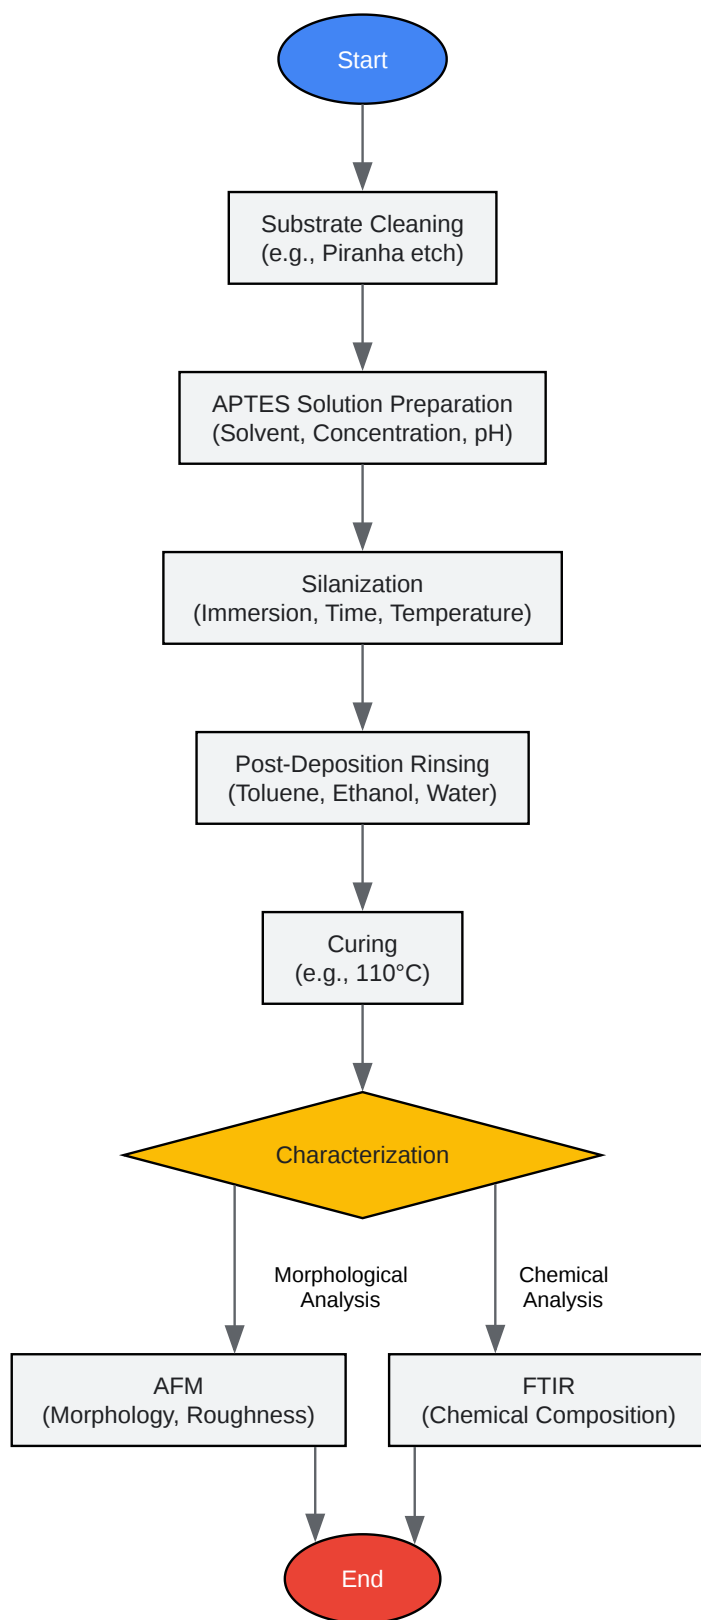 Start
Substrate Cleaning
(e.g., Piranha etch)
APTES Solution Preparation
(Solvent, Concentration, pH)
Silanization
(Immersion, Time, Temperature)
Post-Deposition Rinsing
(Toluene, Ethanol, Water)
Curing
(e.g., 110°C)
Characterization
Morphological
Analysis
Chemical
Analysis
AFM
(Morphology, Roughness)
FTIR
(Chemical Composition)
End